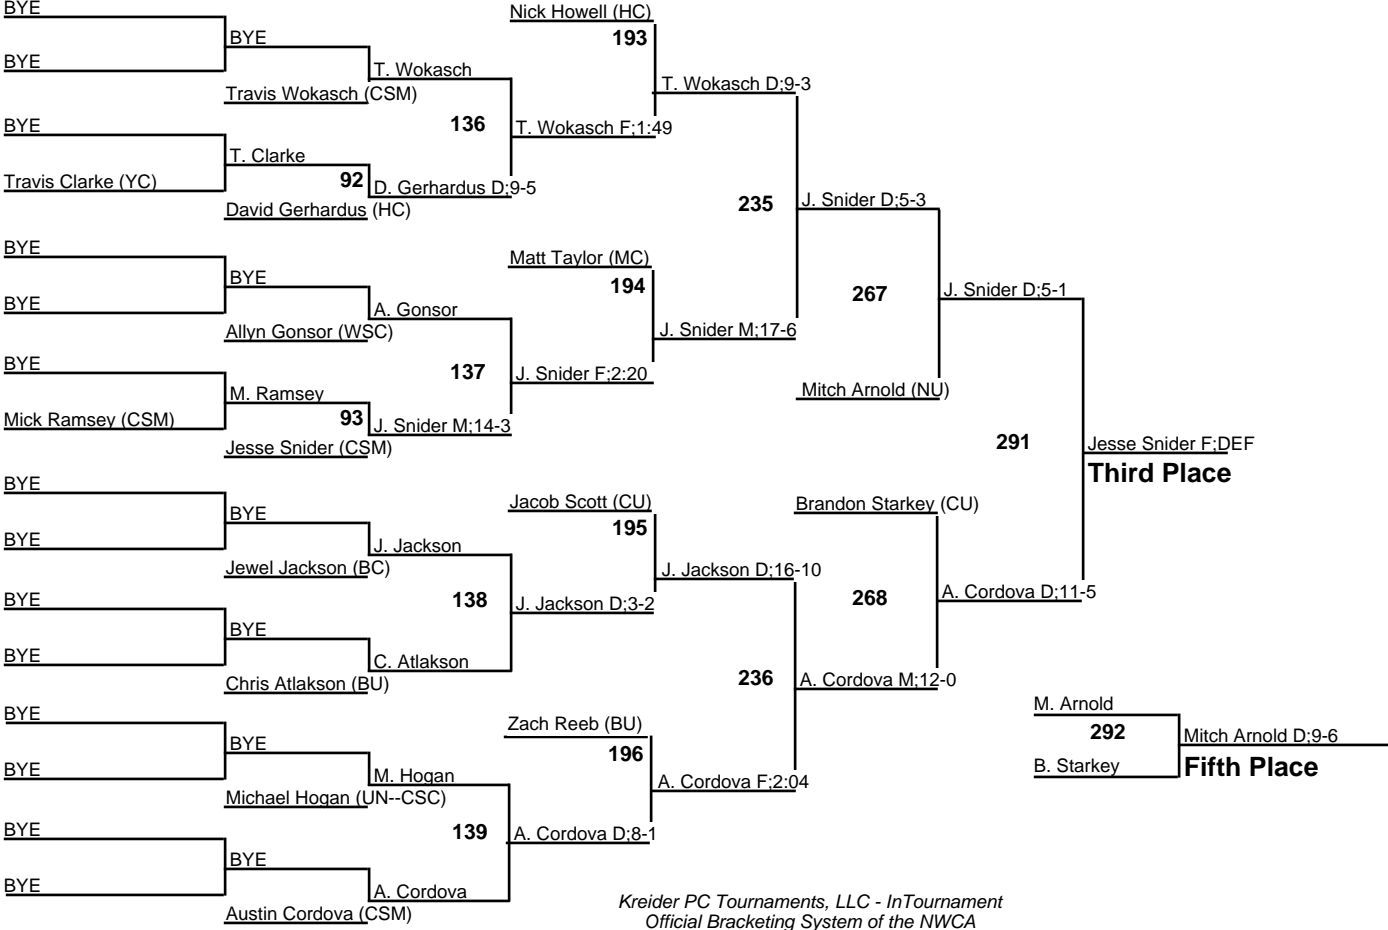 BYE
Nick Howell (HC)
BYE
193
BYE
T. Wokasch
T. Wokasch D;9-3
Travis Wokasch (CSM)
BYE
136
T. Wokasch F;1:49
T. Clarke
Travis Clarke (YC)
92
D. Gerhardus D;9-5
David Gerhardus (HC)
235
J. Snider D;5-3
BYE
Matt Taylor (MC)
BYE
194
BYE
A. Gonsor
267
J. Snider D;5-1
Allyn Gonsor (WSC)
J. Snider M;17-6
BYE
137
J. Snider F;2:20
M. Ramsey
Mitch Arnold (NU)
Mick Ramsey (CSM)
93
J. Snider M;14-3
Jesse Snider (CSM)
291
Jesse Snider F;DEF
Third Place
BYE
Jacob Scott (CU)
Brandon Starkey (CU)
BYE
195
BYE
J. Jackson
Jewel Jackson (BC)
J. Jackson D;16-10
BYE
138
J. Jackson D;3-2
268
A. Cordova D;11-5
BYE
BYE
C. Atlakson
Chris Atlakson (BU)
236
A. Cordova M;12-0
BYE
Zach Reeb (BU)
M. Arnold
BYE
196
292
Mitch Arnold D;9-6
BYE
M. Hogan
B. Starkey
Fifth Place
Michael Hogan (UN--CSC)
A. Cordova F;2:04
BYE
139
A. Cordova D;8-1
BYE
BYE
A. Cordova
Austin Cordova (CSM)
Kreider PC Tournaments, LLC - InTournament
Official Bracketing System of the NWCA